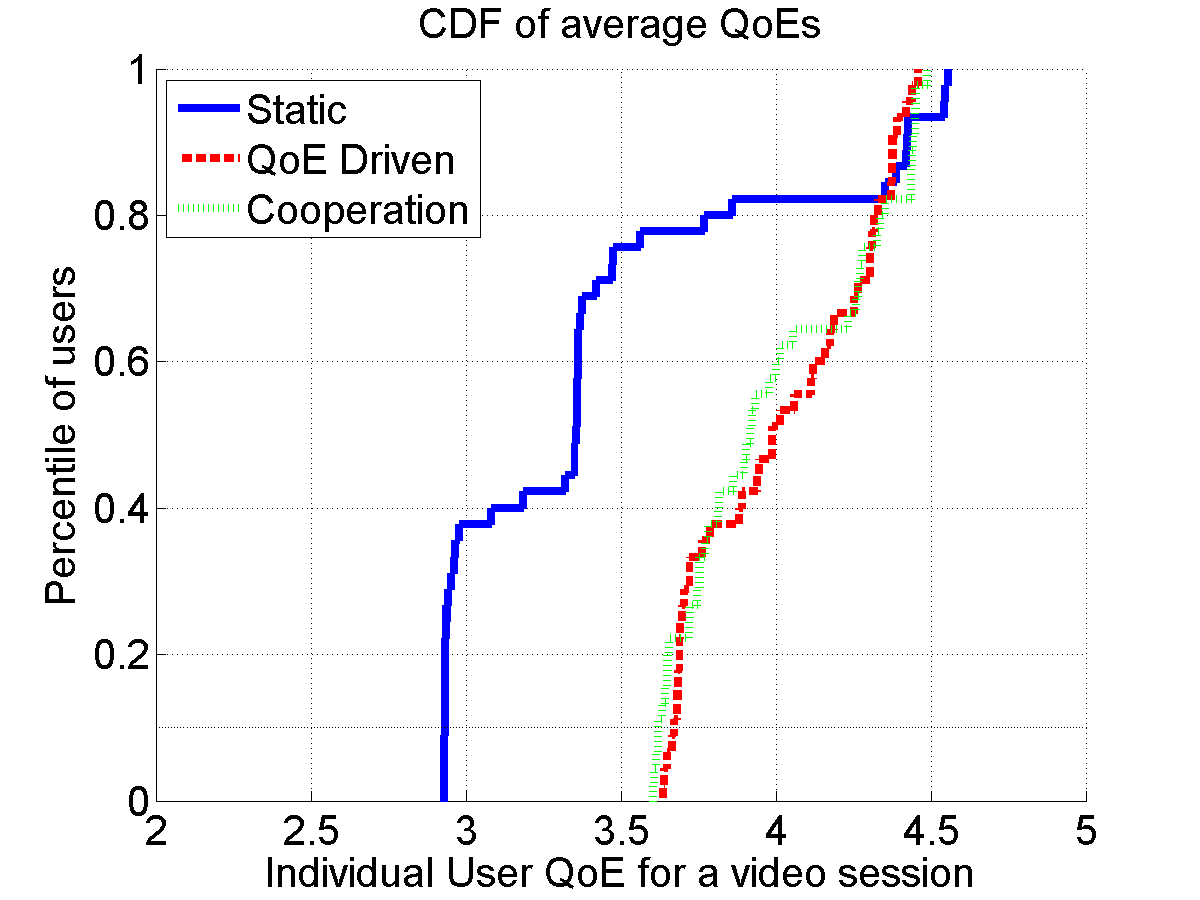 CDF of average QoEs
Static
QoE Driven
Cooperation
Percentile of users
1
0.8
0.6
0.4
0.2
0
2
2.5
3
3.5
4
4.5
5
Individual User QoE for a video session